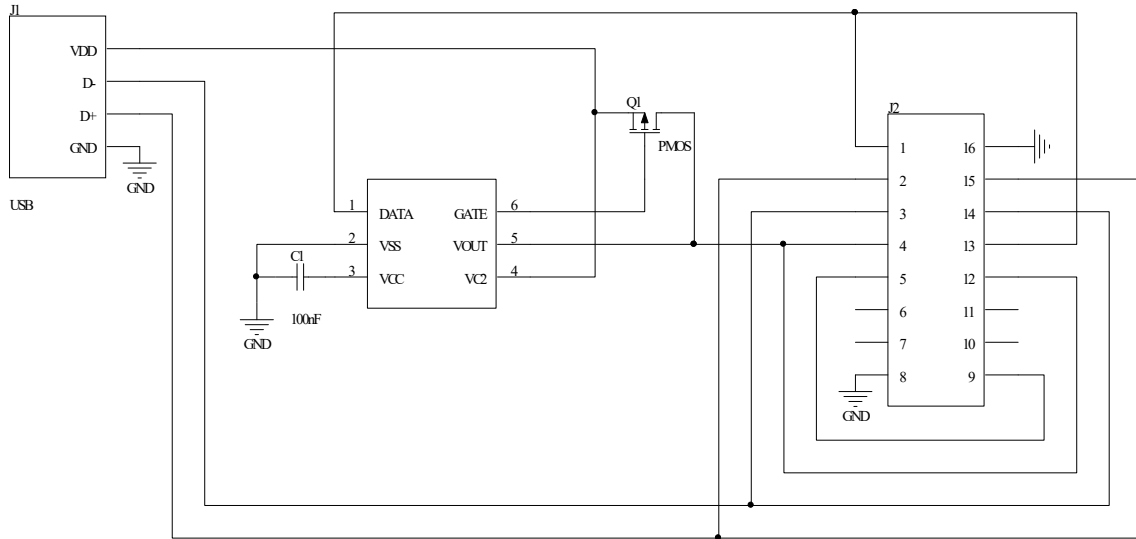 J1
VDD
D-
D+
GND
GND
USB
1 DATA GATE 6
2 VSS VOUT 5
3 VCC VC2 4
C1
100nF
GND
Q1
PMOS
J2
1 16
2 15
3 14
4 13
5 12
6 11
7 10
8 9
GND